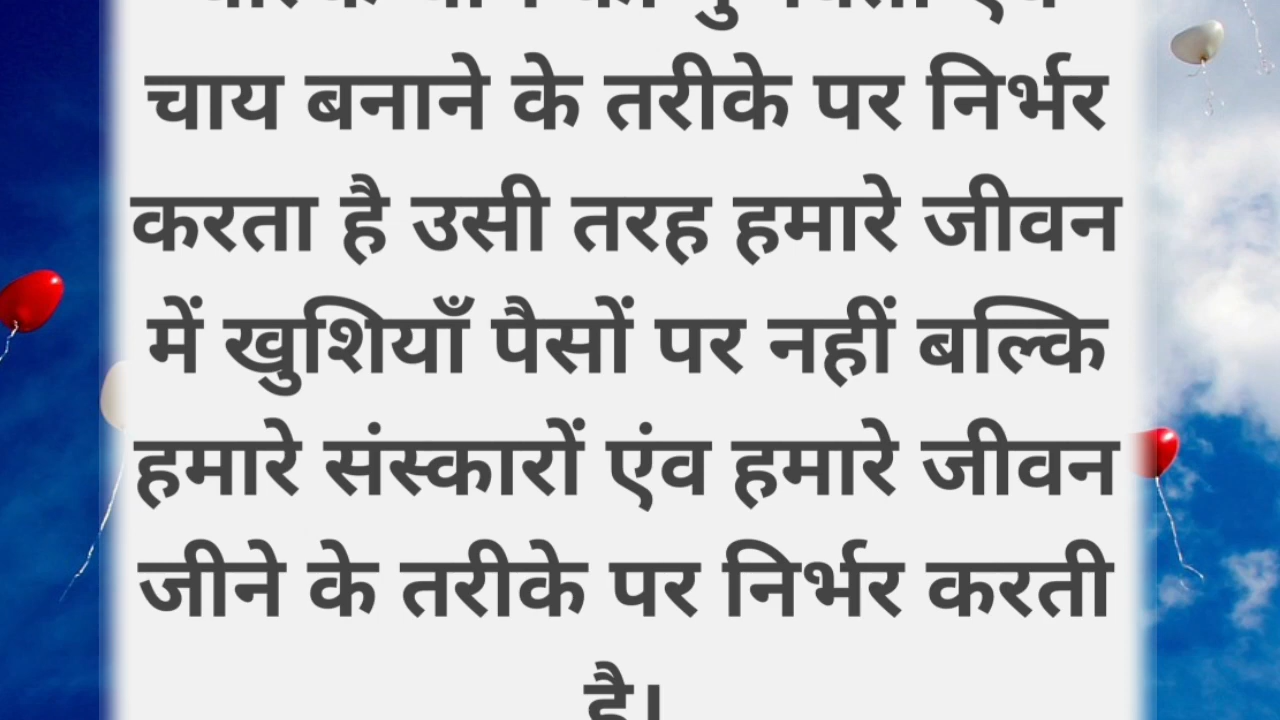 चाय बनाने के तरीके पर निर्भर
करता है उसी तरह हमारे जीवन
में खुशियाँ पैसों पर नहीं बल्कि
हमारे संस्कारों एंव हमारे जीवन
जीने के तरीके पर निर्भर करती
है।